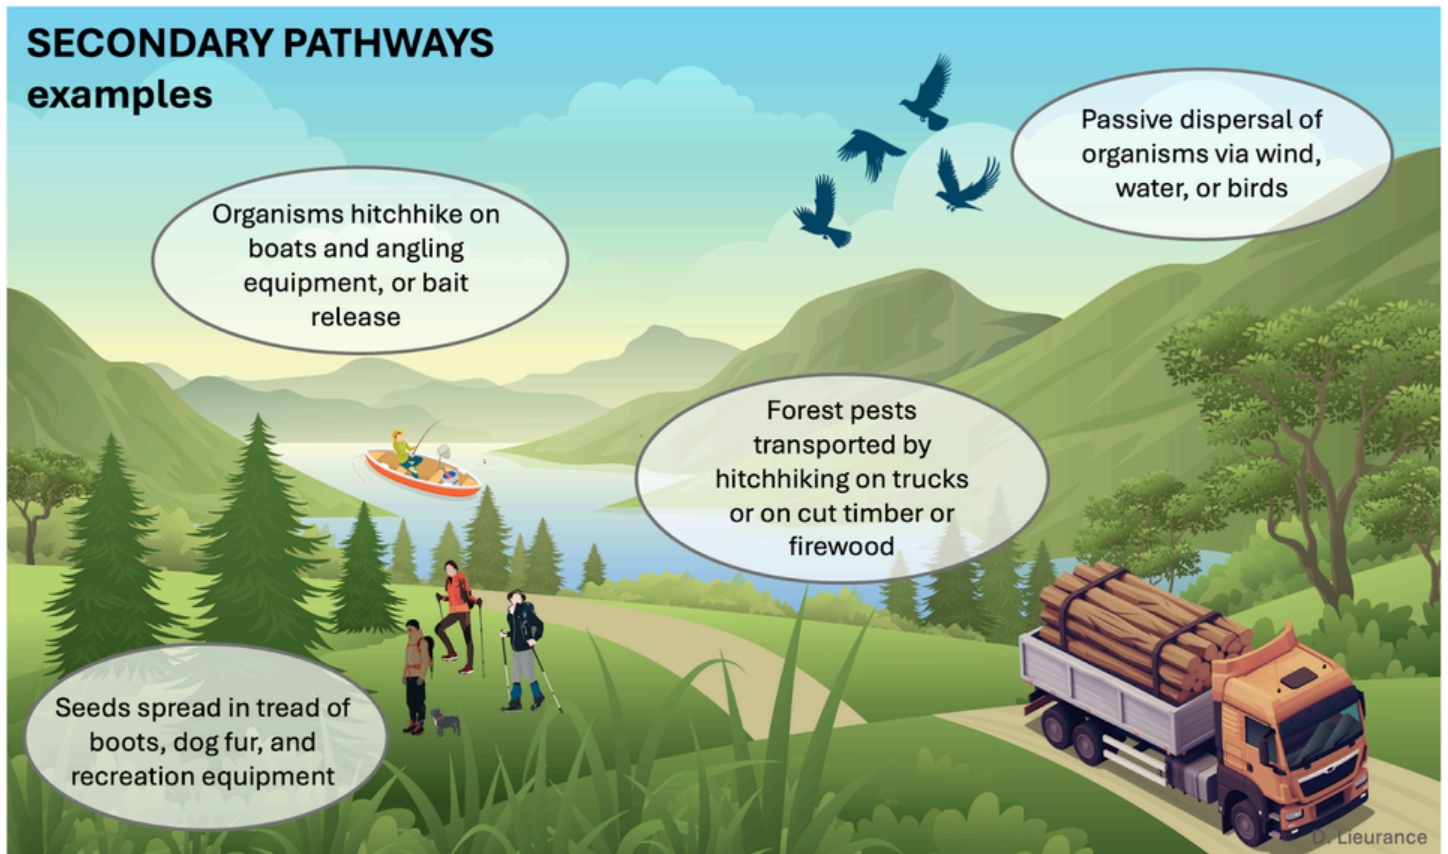 SECONDARY PATHWAYS
examples
Organisms hitchhike on
boats and angling
equipment, or bait
release
Passive dispersal of
organisms via wind,
water, or birds
Forest pests
transported by
hitchhiking on trucks
or on cut timber or
firewood
Seeds spread in tread of
boots, dog fur, and
recreation equipment
D. Lieurance